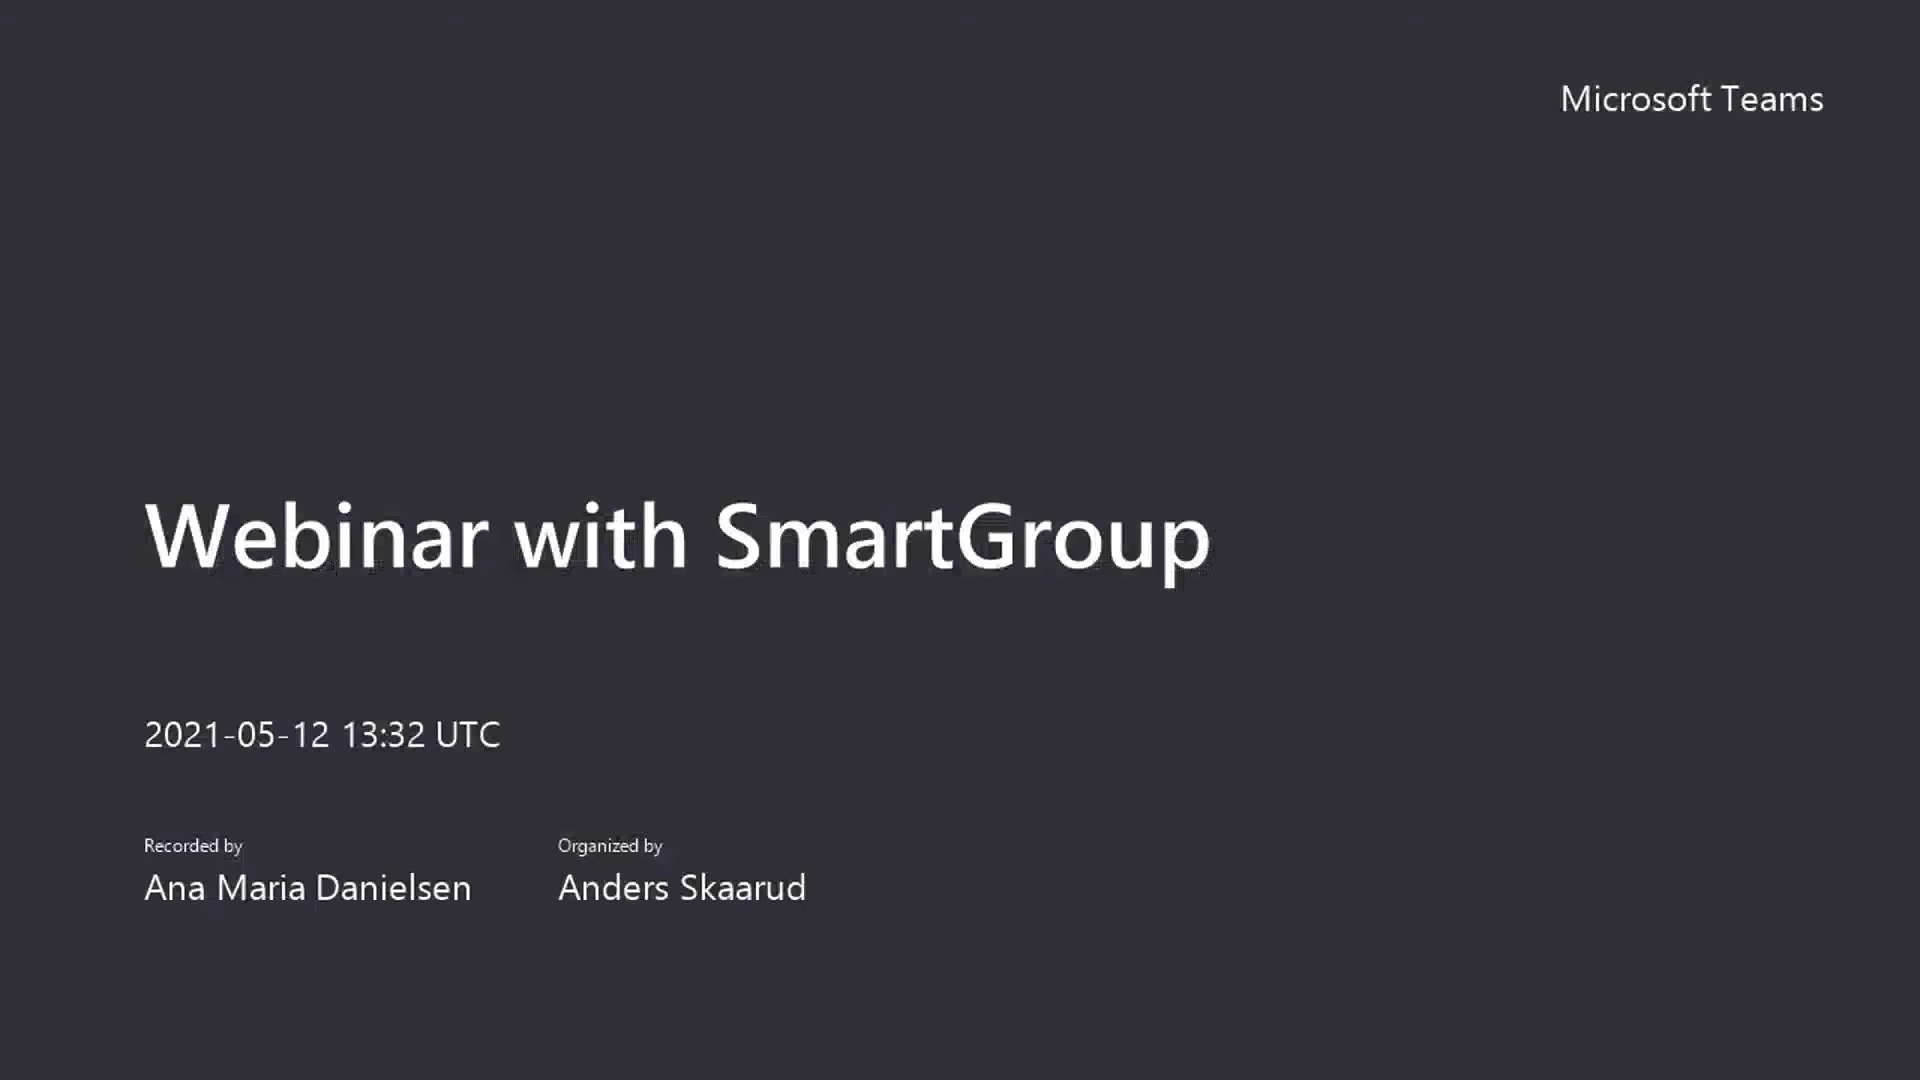 Microsoft Teams
Webinar with SmartGroup
2021-05-12 13:32 UTC
Recorded by
Ana Maria Danielsen
Organized by
Anders Skaarud